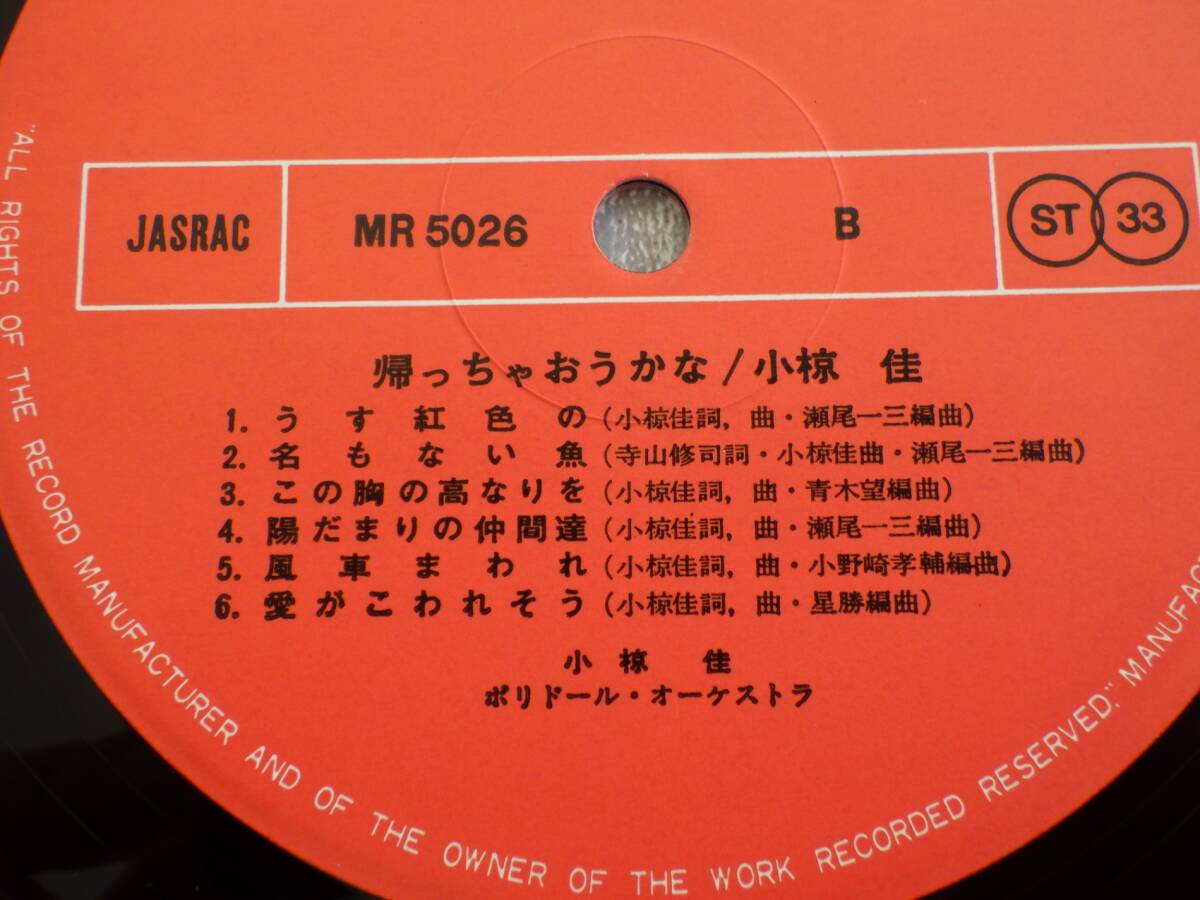 JASRAC MR 5026 B ST 33
帰っちゃおうかな/小椋 佳
1. うす紅色の(小椋佳詞, 曲・瀬尾一三編曲)
2. 名もない魚(寺山修司詞・小椋佳曲・瀬尾一三編曲)
3. この胸の高なりを(小椋佳詞, 曲・青木望編曲)
4. 陽だまりの仲間達(小椋佳詞, 曲・瀬尾一三編曲)
5. 風車まわれ(小椋佳詞, 曲・小野崎孝輔編曲)
6. 愛がこわれそう(小椋佳詞, 曲・星勝編曲)
小椋 佳
ポリドール・オーケストラ
"ALL RIGHTS OF THE RECORD MANUFACTURER AND OF THE OWNER OF THE WORK RECORDED RESERVED." MANUFA